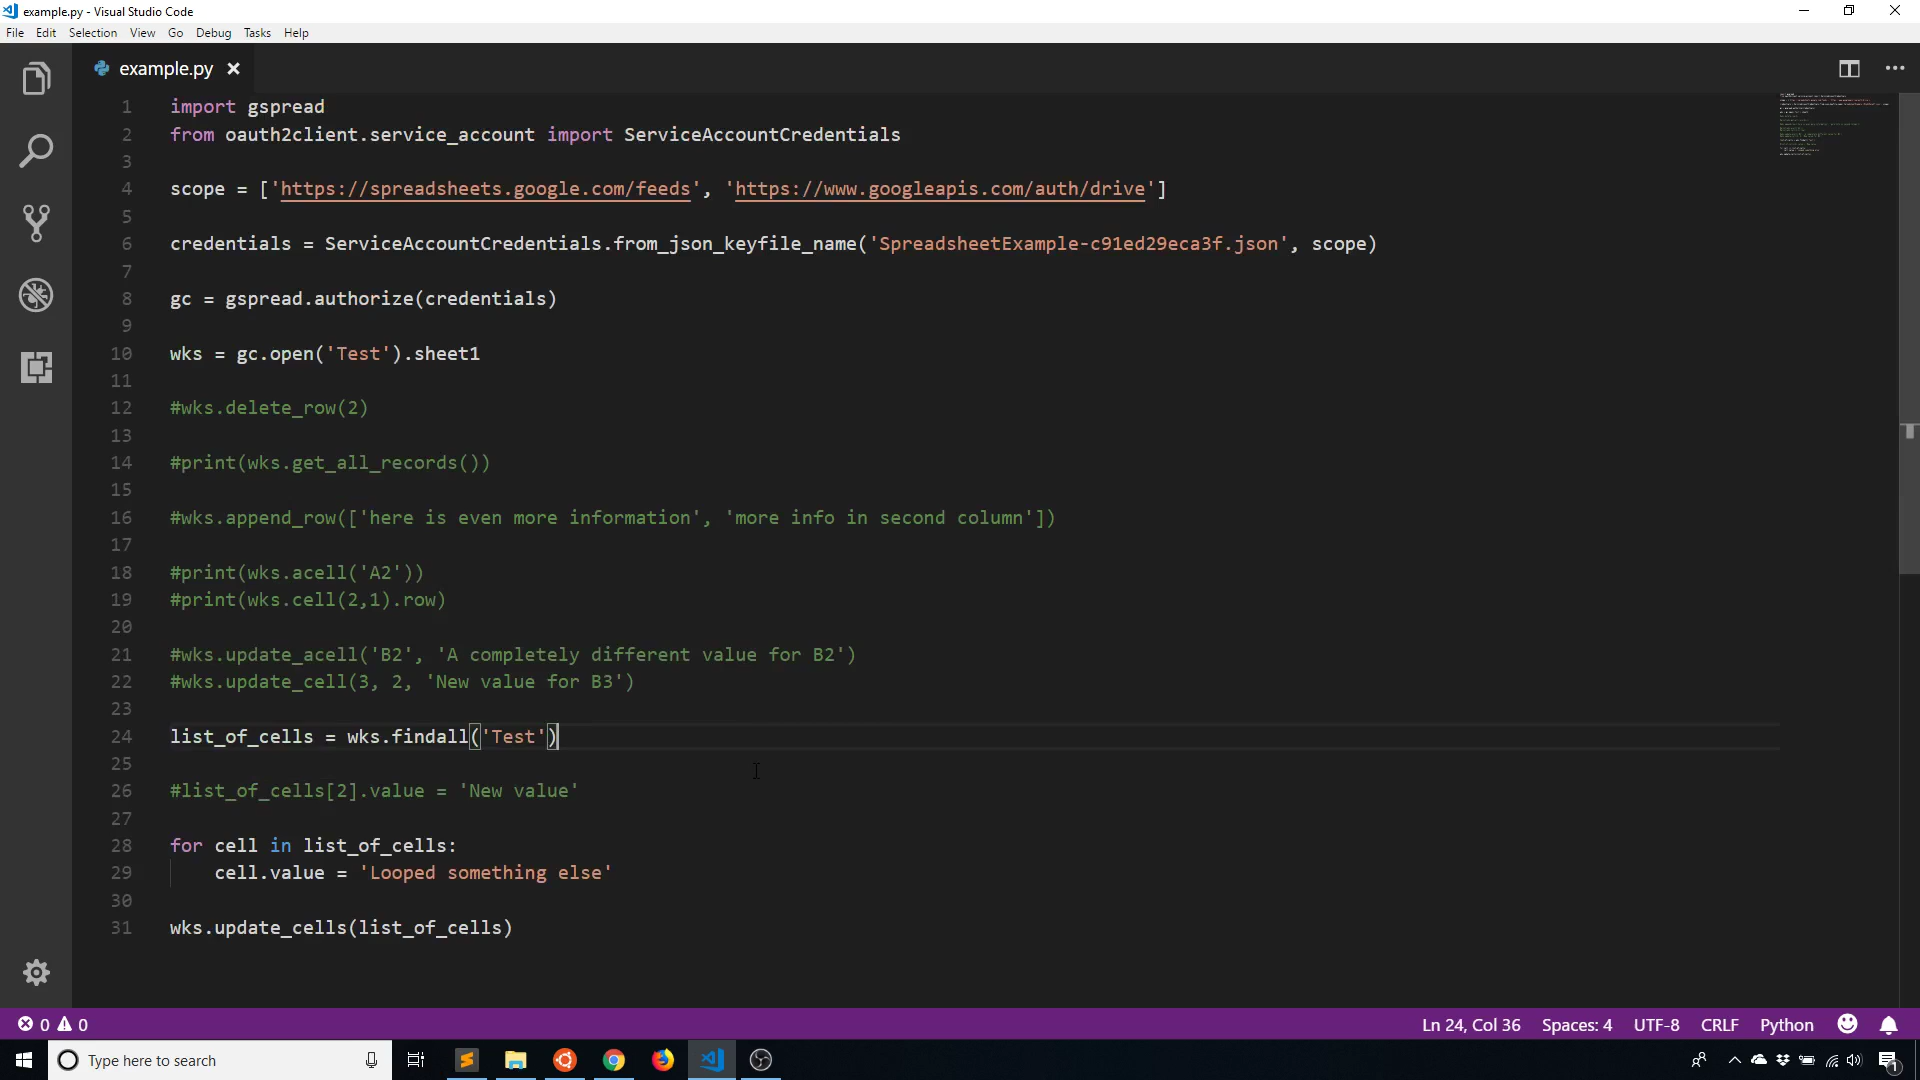 example.py - Visual Studio Code
File Edit Selection View Go Debug Tasks Help
example.py
1 import gspread
2 from oauth2client.service_account import ServiceAccountCredentials
3
4 scope = ['https://spreadsheets.google.com/feeds', 'https://www.googleapis.com/auth/drive']
5
6 credentials = ServiceAccountCredentials.from_json_keyfile_name('SpreadsheetExample-c91ed29eca3f.json', scope)
7
8 gc = gspread.authorize(credentials)
9
10 wks = gc.open('Test').sheet1
11
12 #wks.delete_row(2)
13
14 #print(wks.get_all_records())
15
16 #wks.append_row(['here is even more information', 'more info in second column'])
17
18 #print(wks.acell('A2'))
19 #print(wks.cell(2,1).row)
20
21 #wks.update_acell('B2', 'A completely different value for B2')
22 #wks.update_cell(3, 2, 'New value for B3')
23
24 list_of_cells = wks.findall('Test')
25
26 #list_of_cells[2].value = 'New value'
27
28 for cell in list_of_cells:
29     cell.value = 'Looped something else'
30
31 wks.update_cells(list_of_cells)
0 0 Ln 24, Col 36 Spaces: 4 UTF-8 CRLF Python
Type here to search 1